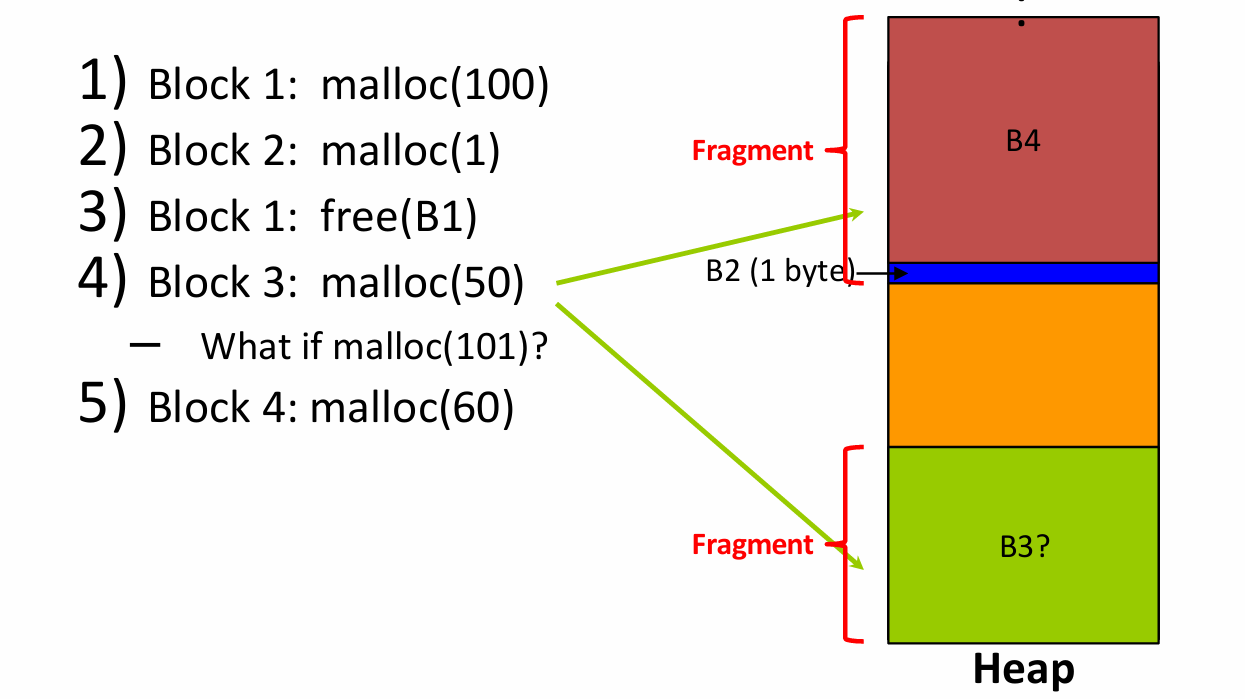 1) Block 1: malloc(100)
2) Block 2: malloc(1)
3) Block 1: free(B1)
4) Block 3: malloc(50)
– What if malloc(101)?
5) Block 4: malloc(60)
Fragment
B4
B2 (1 byte)
Fragment
B3?
Heap